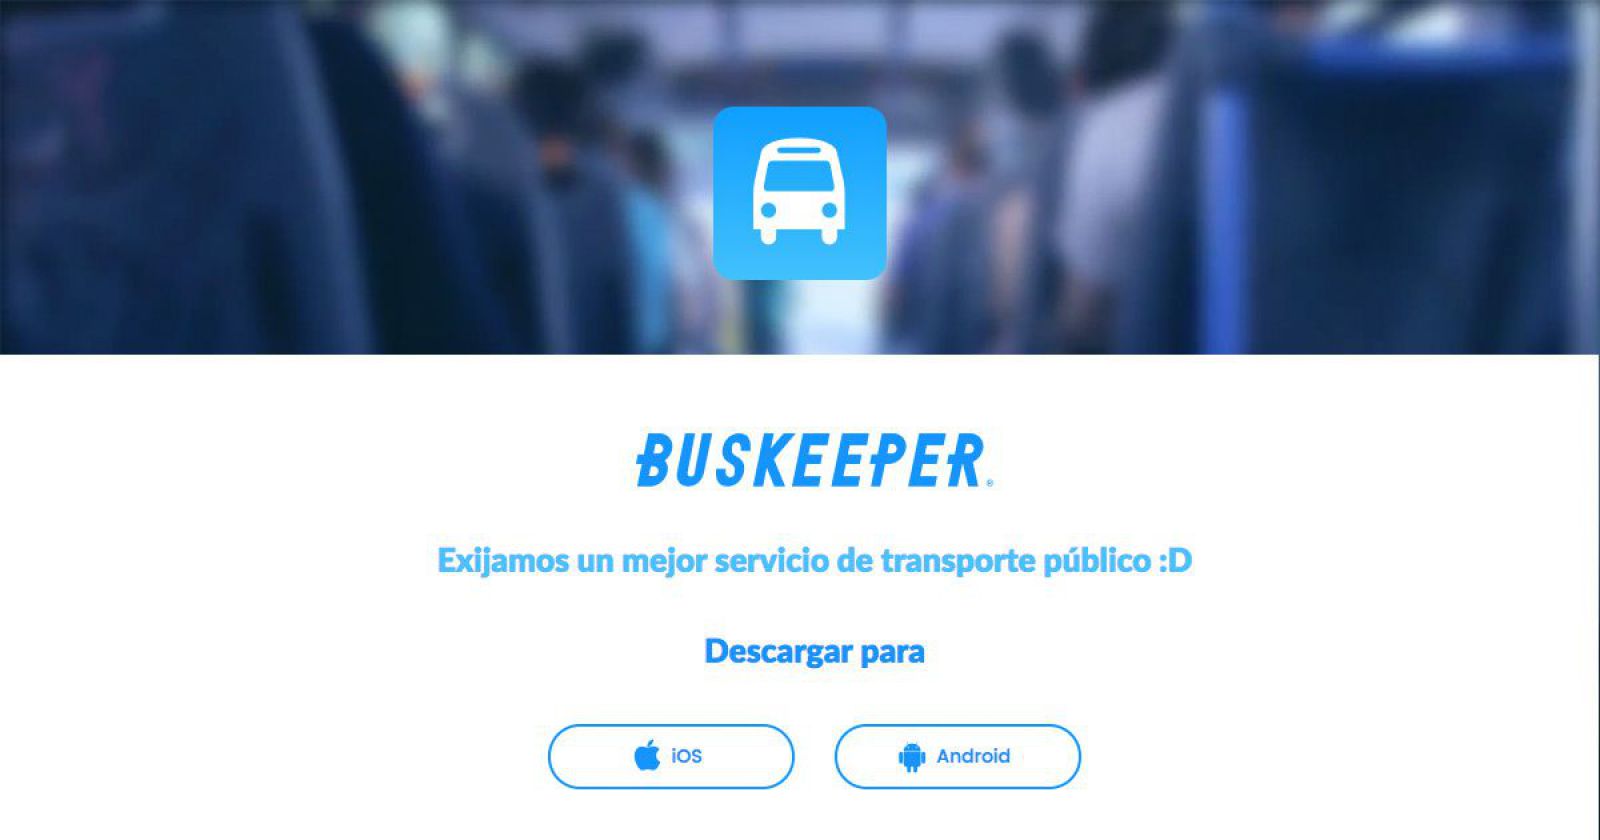 BUSKEEPER®
Exijamos un mejor servicio de transporte público :D
Descargar para
iOS
Android